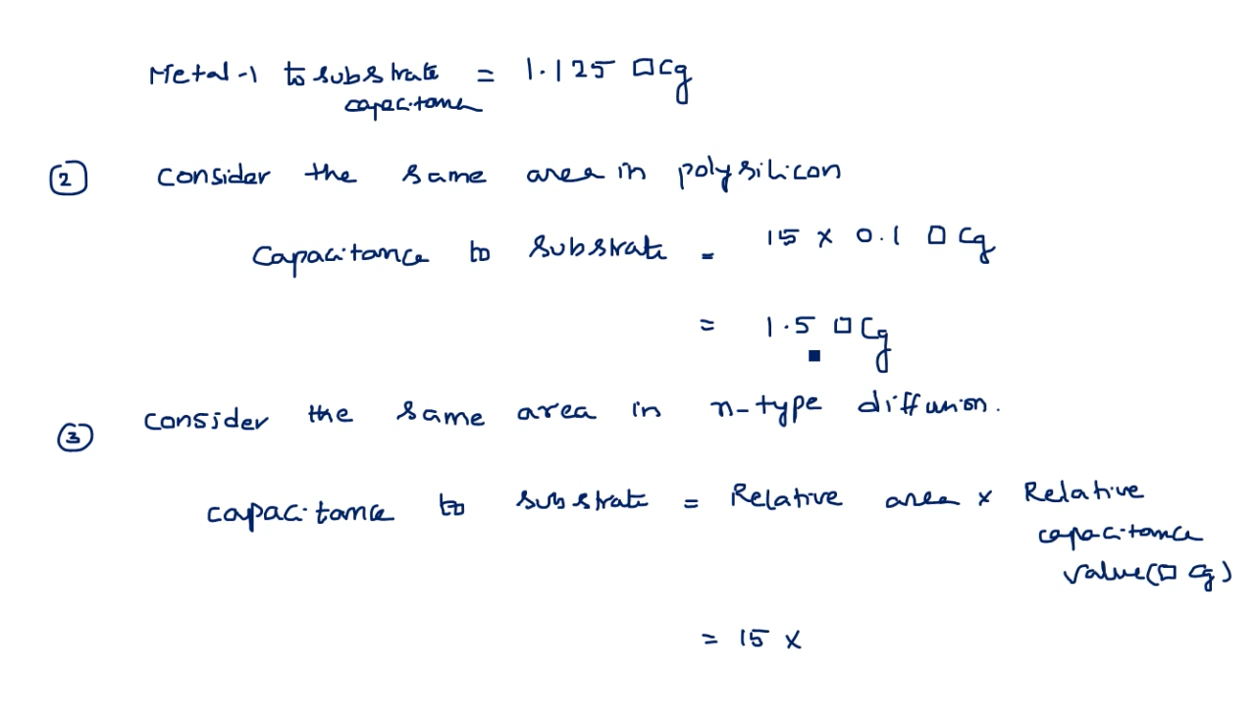 Metal-1 to substrate = 1.125 □Cg
capacitance
② Consider the same area in polysilicon
Capacitance to substrate = 15 x 0.1 □ Cg
= 1.5 □Cg
③ Consider the same area in n-type diffusion.
capacitance to substrate = Relative area x Relative
capacitance
value(□ Cg)
= 15 x